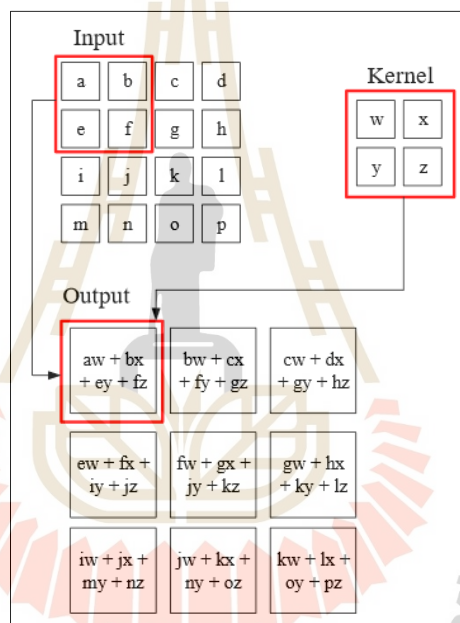 Input
a b c d
e f g h
i j k l
m n o p
Kernel
w x
y z
Output
aw + bx
+ ey + fz
bw + cx
+ fy + gz
cw + dx
+ gy + hz
ew + fx +
iy + jz
fw + gx +
jy + kz
gw + hx
+ ky + lz
iw + jx +
my + nz
jw + kx +
ny + oz
kw + lx +
oy + pz